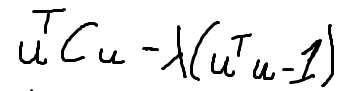 u^T C u - λ(u^T u - 1)